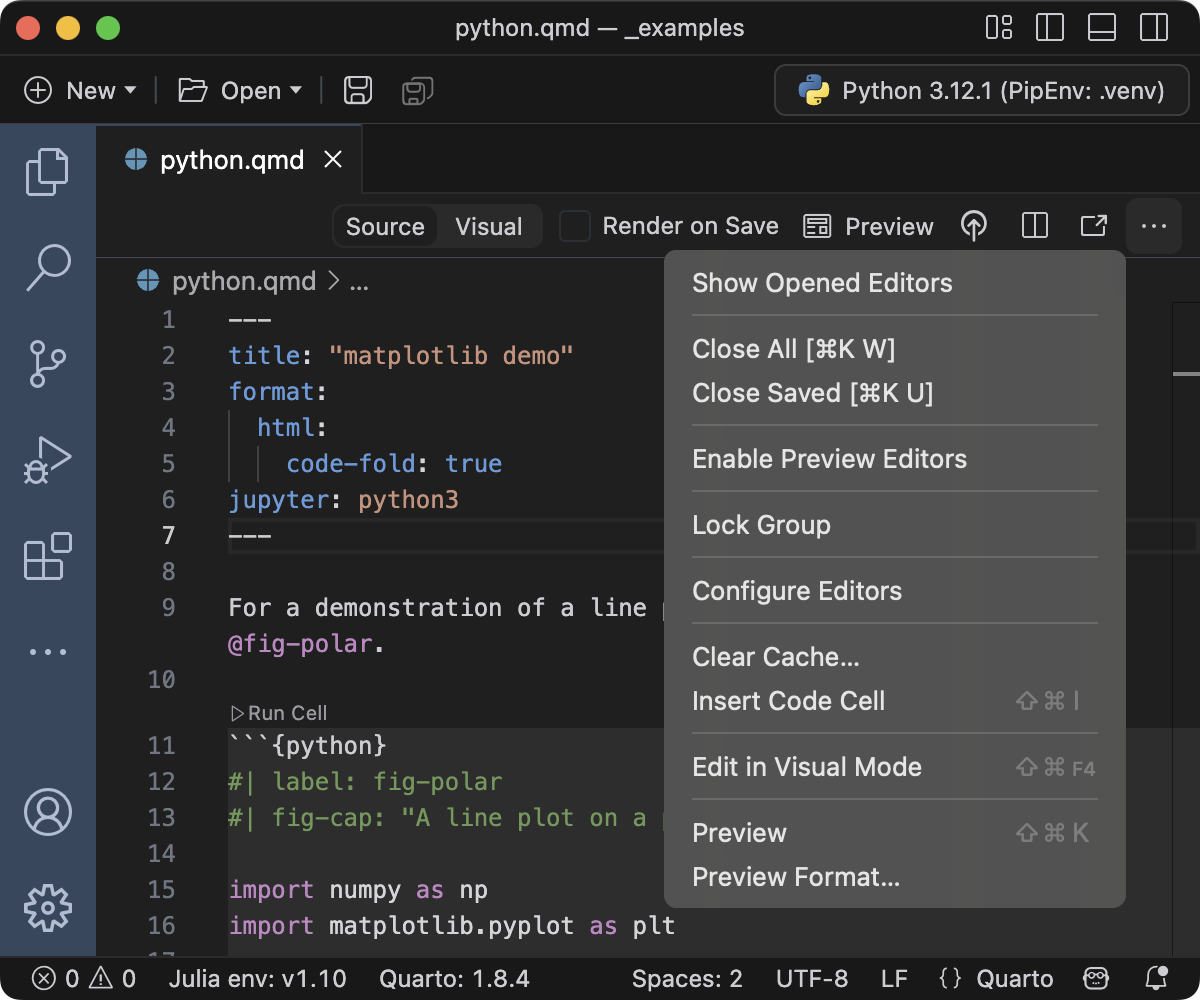 python.qmd — _examples
New
Open
Python 3.12.1 (PipEnv: .venv)
python.qmd
Source Visual Render on Save Preview ...
python.qmd > ...
1 ---
2 title: "matplotlib demo"
3 format:
4 html:
5 code-fold: true
6 jupyter: python3
7 ---
8
9 For a demonstration of a line
@fig-polar.
10
Run Cell
11 ```{python}
12 #| label: fig-polar
13 #| fig-cap: "A line plot on a
14
15 import numpy as np
16 import matplotlib.pyplot as plt
17
Show Opened Editors
Close All [⌘K W]
Close Saved [⌘K U]
Enable Preview Editors
Lock Group
Configure Editors
Clear Cache...
Insert Code Cell ⇧⌘ I
Edit in Visual Mode ⇧⌘ F4
Preview ⇧⌘ K
Preview Format...
0 0 Julia env: v1.10 Quarto: 1.8.4 Spaces: 2 UTF-8 LF {} Quarto